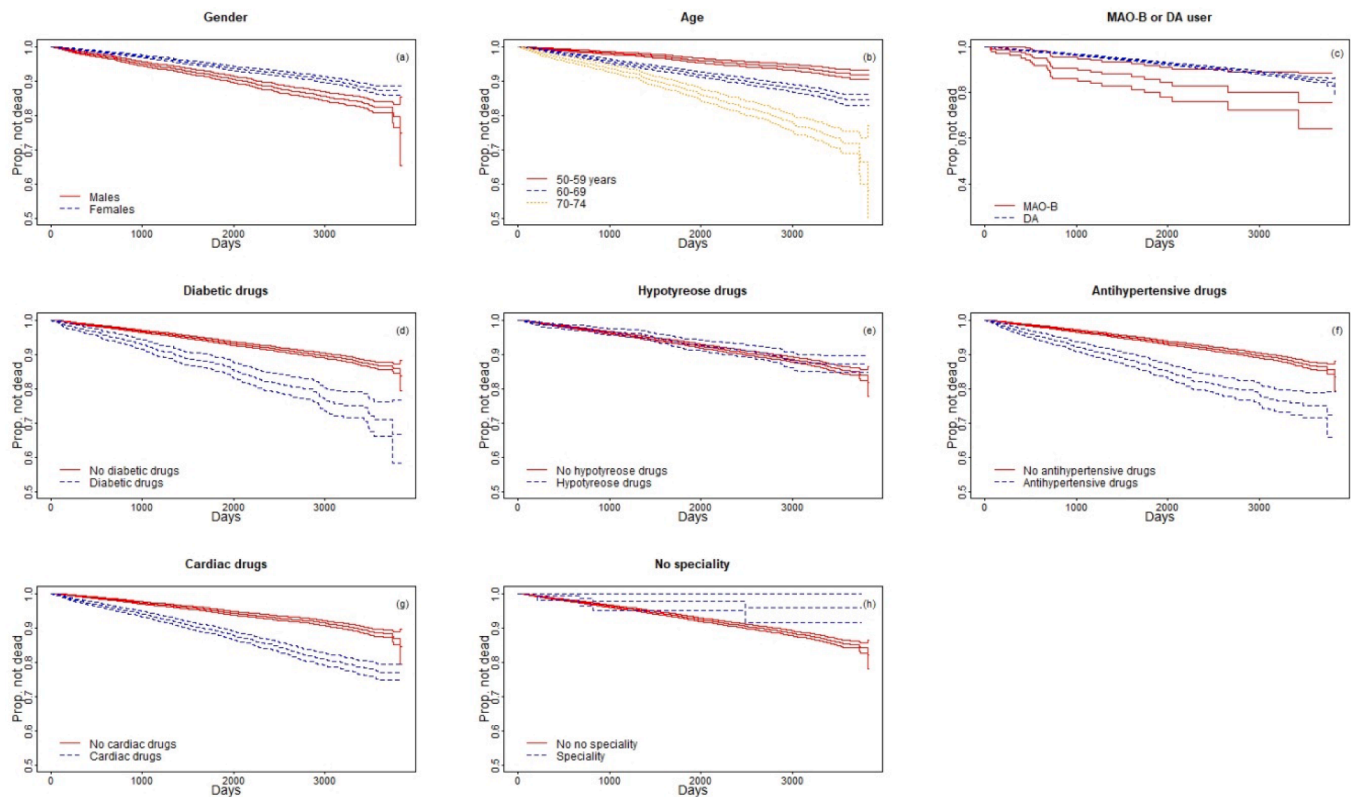 Gender
(a)
Prop. not dead
1.0
0.9
0.8
0.7
0.6
0.5
Males
Females
0
1000
2000
3000
Days
Age
(b)
Prop. not dead
1.0
0.9
0.8
0.7
0.6
0.5
50-59 years
60-69
70-74
0
1000
2000
3000
Days
MAO-B or DA user
(c)
Prop. not dead
1.0
0.8
0.6
0.4
MAO-B
DA
0
1000
2000
3000
Days
Diabetic drugs
(d)
Prop. not dead
1.0
0.9
0.8
0.7
0.6
0.5
No diabetic drugs
Diabetic drugs
0
1000
2000
3000
Days
Hypotyreose drugs
(e)
Prop. not dead
1.0
0.9
0.8
0.7
0.6
0.5
No hypotyreose drugs
Hypotyreose drugs
0
1000
2000
3000
Days
Antihypertensive drugs
(f)
Prop. not dead
1.0
0.9
0.8
0.7
0.6
0.5
No antihypertensive drugs
Antihypertensive drugs
0
1000
2000
3000
Days
Cardiac drugs
(g)
Prop. not dead
1.0
0.9
0.8
0.7
0.6
0.5
No cardiac drugs
Cardiac drugs
0
1000
2000
3000
Days
No speciality
(h)
Prop. not dead
1.0
0.9
0.8
0.7
0.6
0.5
No no speciality
Speciality
0
1000
2000
3000
Days